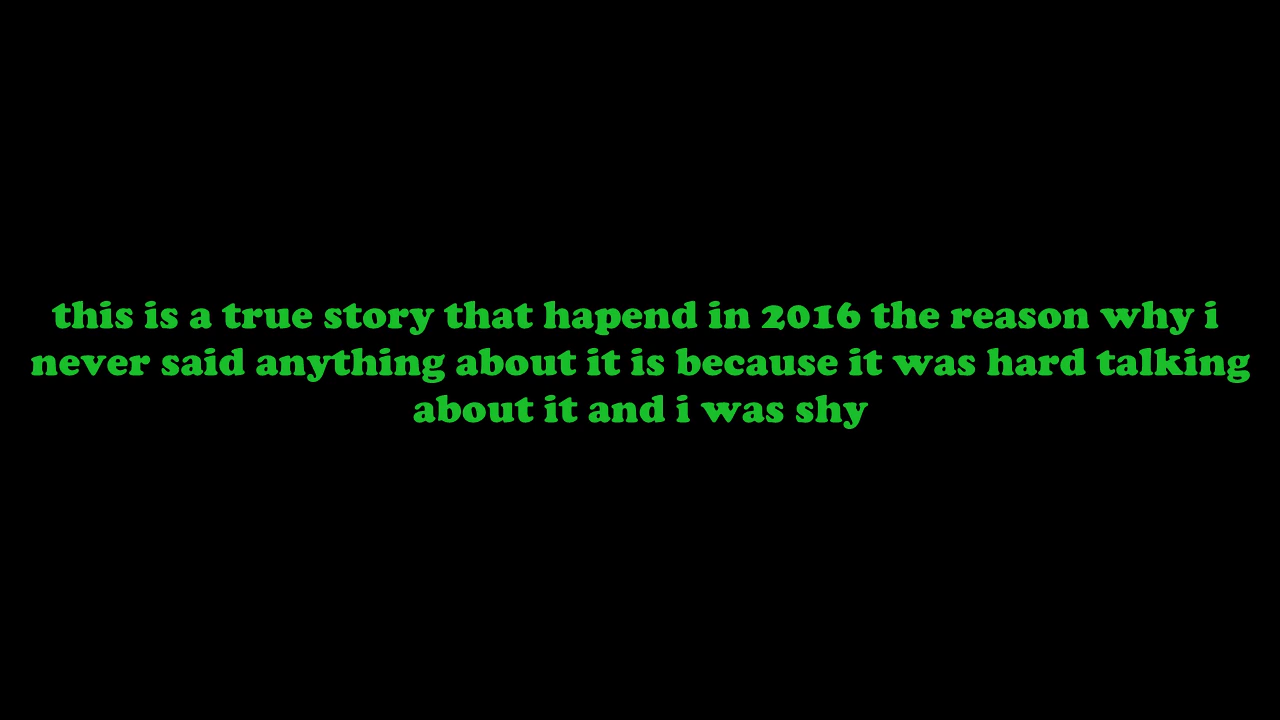 this is a true story that hapend in 2016 the reason why i
never said anything about it is because it was hard talking
about it and i was shy